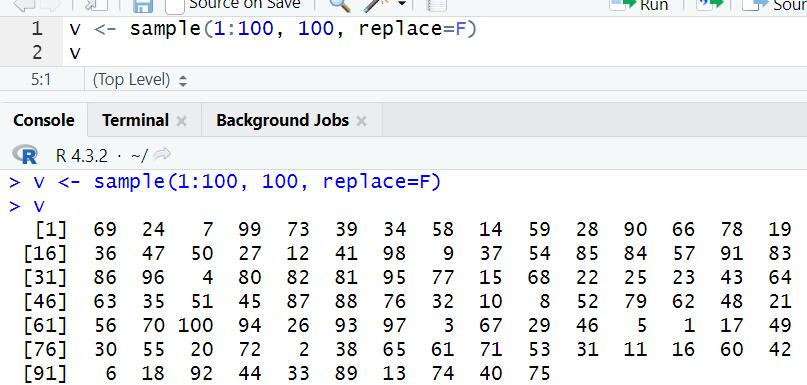 Source on Save Run Sour
1 v <- sample(1:100, 100, replace=F)
2 v
5:1 (Top Level)
Console Terminal × Background Jobs ×
R R 4.3.2 · ~/
> v <- sample(1:100, 100, replace=F)
> v
[1] 69 24 7 99 73 39 34 58 14 59 28 90 66 78 19
[16] 36 47 50 27 12 41 98 9 37 54 85 84 57 91 83
[31] 86 96 4 80 82 81 95 77 15 68 22 25 23 43 64
[46] 63 35 51 45 87 88 76 32 10 8 52 79 62 48 21
[61] 56 70 100 94 26 93 97 3 67 29 46 5 1 17 49
[76] 30 55 20 72 2 38 65 61 71 53 31 11 16 60 42
[91] 6 18 92 44 33 89 13 74 40 75